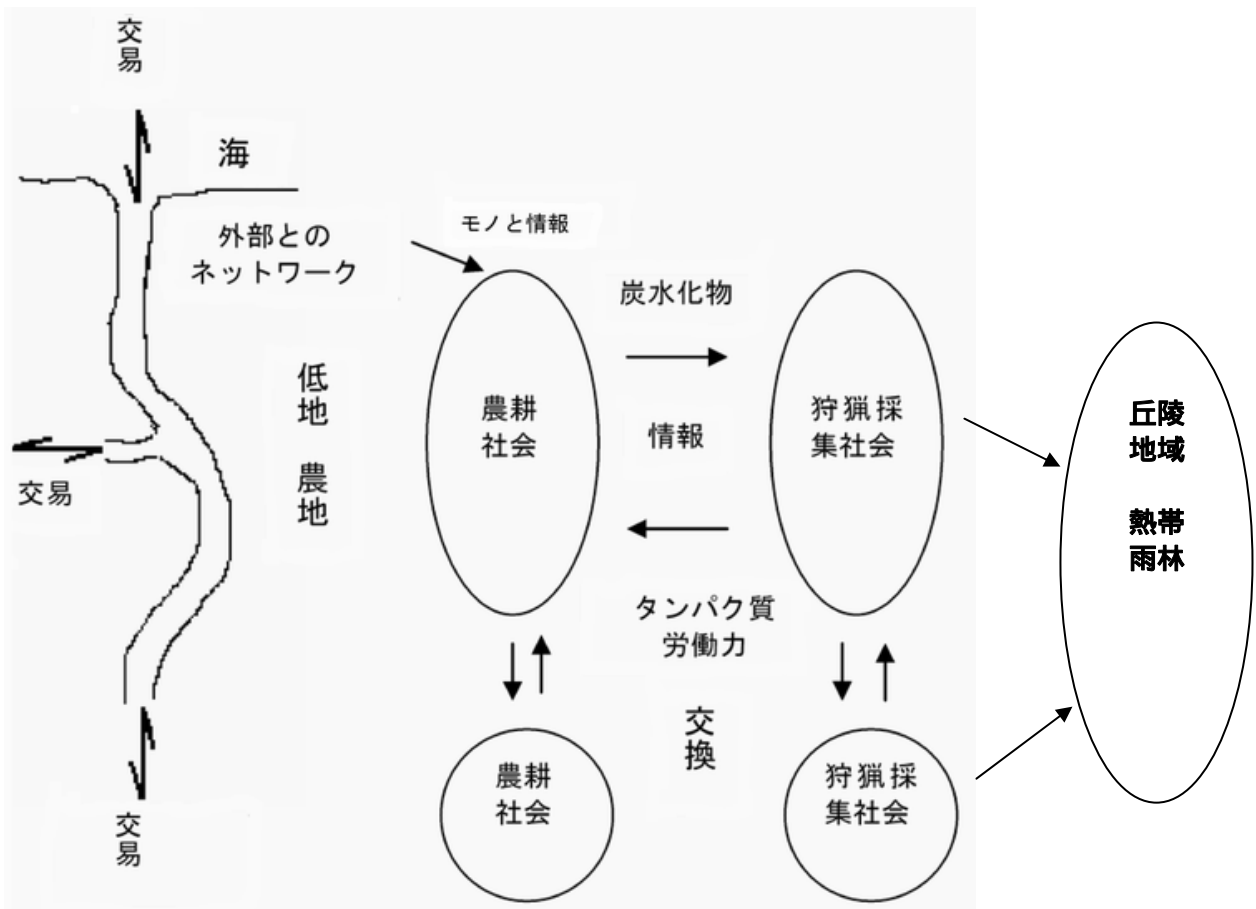 交易
海
外部との
ネットワーク
モノと情報
炭水化物
低地 農地
農耕
社会
情報
狩猟採
集社会
丘陵
地域
熱帯
雨林
交易
タンパク質
労働力
交換
農耕
社会
狩猟採
集社会
交易